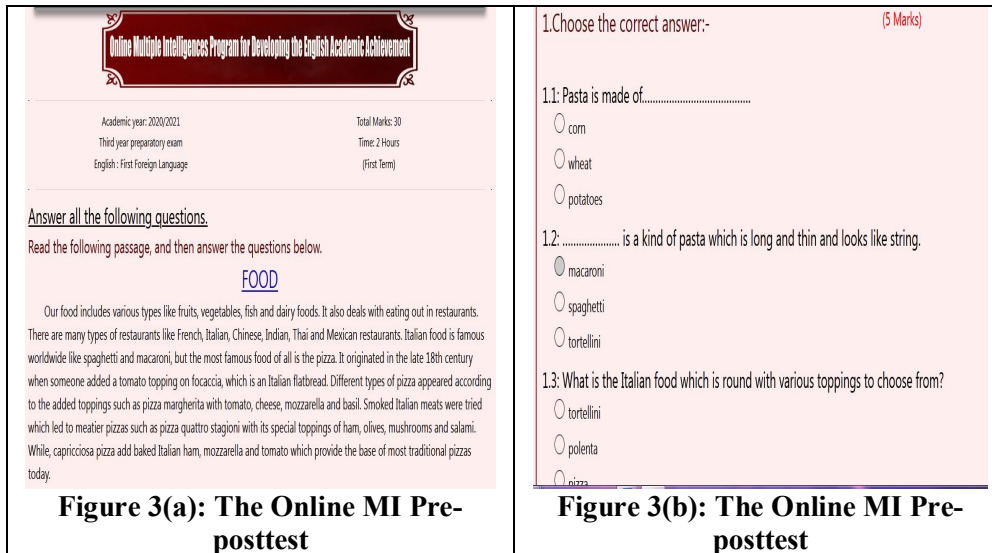 Online Multiple Intelligences Program for Developing the English Academic Achievement
Academic year: 2020/2021
Total Marks: 30
Third year preparatory exam
Time: 2 Hours
English : First Foreign Language
(First Term)
Answer all the following questions.
Read the following passage, and then answer the questions below.
FOOD
Our food includes various types like fruits, vegetables, fish and dairy foods. It also deals with eating out in restaurants.
There are many types of restaurants like French, Italian, Chinese, Indian, Thai and Mexican restaurants. Italian food is famous
worldwide like spaghetti and macaroni, but the most famous food of all is the pizza. It originated in the late 18th century
when someone added a tomato topping on focaccia, which is an Italian flatbread. Different types of pizza appeared according
to the added toppings such as pizza margherita with tomato, cheese, mozzarella and basil. Smoked Italian meats were tried
which led to meatier pizzas such as pizza quattro stagioni with its special toppings of ham, olives, mushrooms and salami.
While, capricciosa pizza add baked Italian ham, mozzarella and tomato which provide the base of most traditional pizzas
today.
Figure 3(a): The Online MI Pre-
posttest
1.Choose the correct answer:-
(5 Marks)
1.1: Pasta is made of.....................................
corn
wheat
potatoes
1.2: .................... is a kind of pasta which is long and thin and looks like string.
macaroni
spaghetti
tortellini
1.3: What is the Italian food which is round with various toppings to choose from?
tortellini
polenta
pizza
Figure 3(b): The Online MI Pre-
posttest